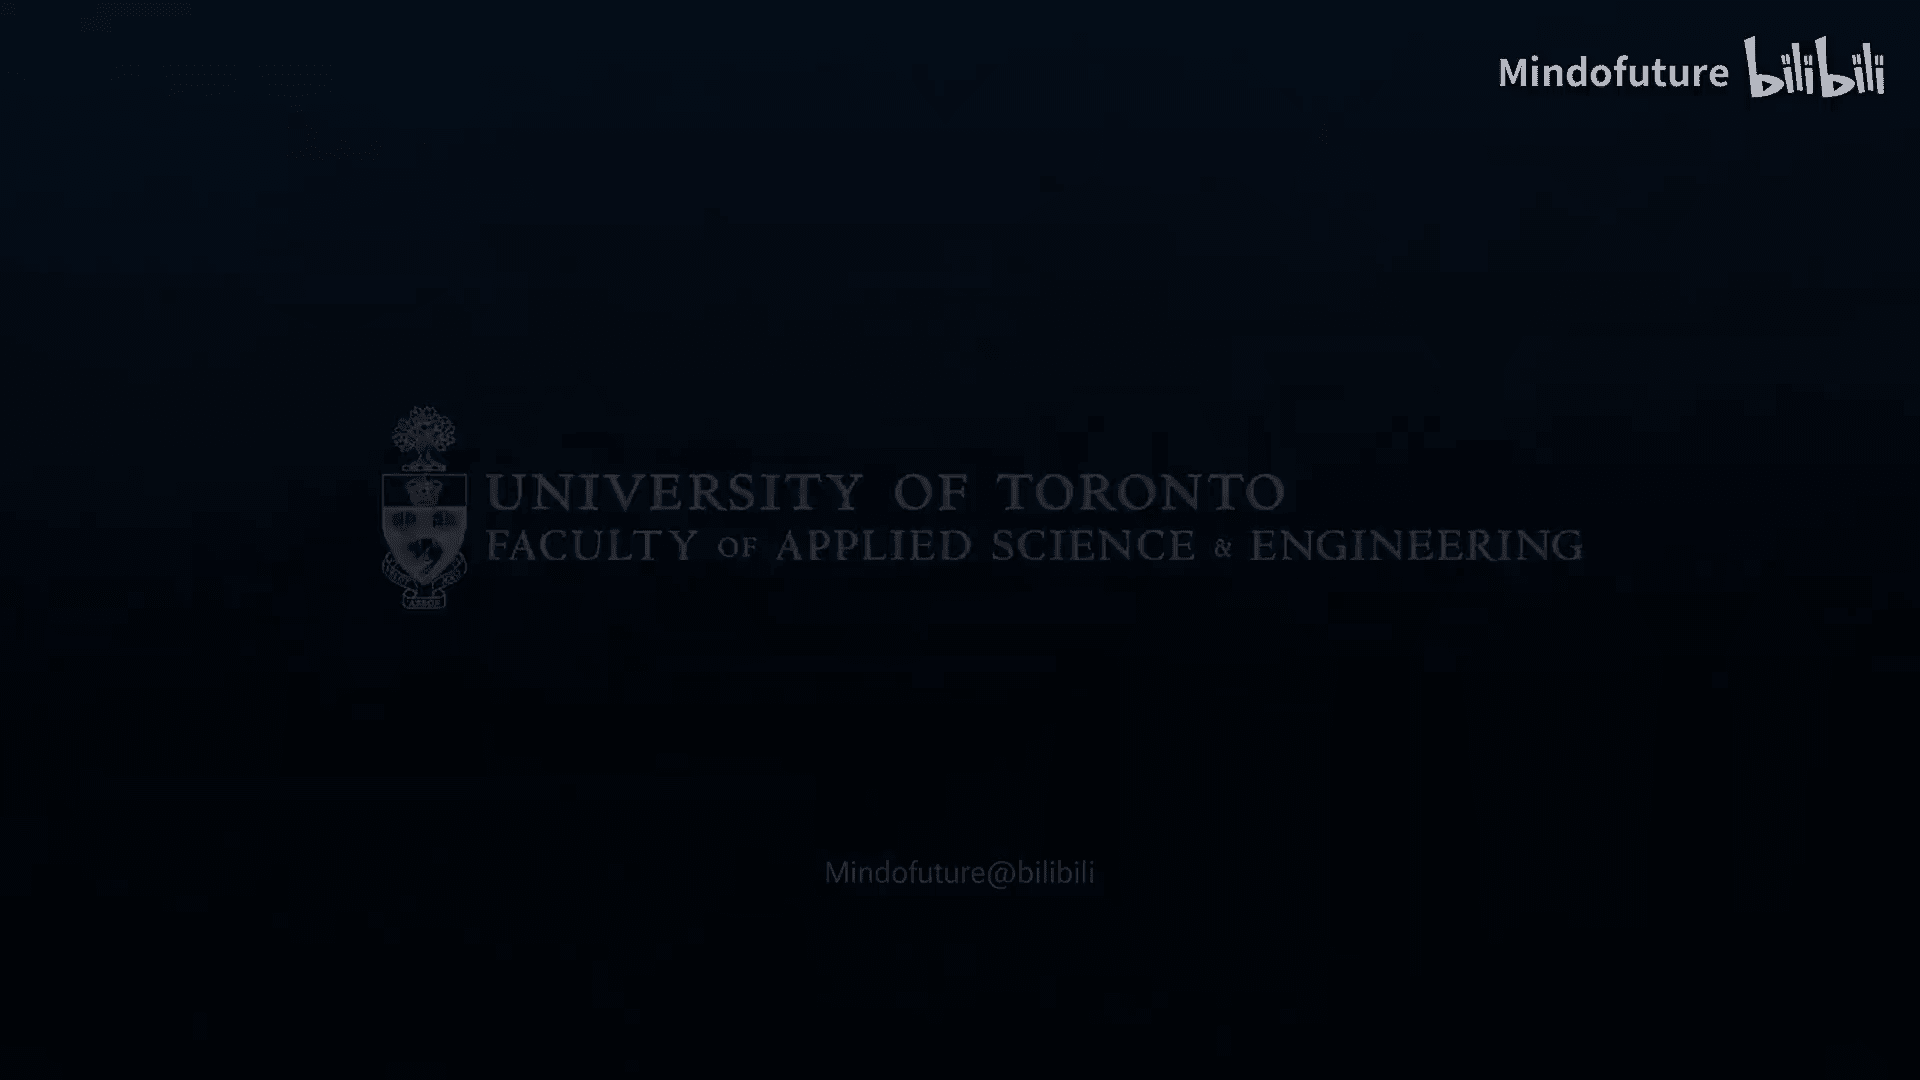 Mindofuture bilibili
UNIVERSITY OF TORONTO
FACULTY OF APPLIED SCIENCE & ENGINEERING
Mindofuture@bilibili